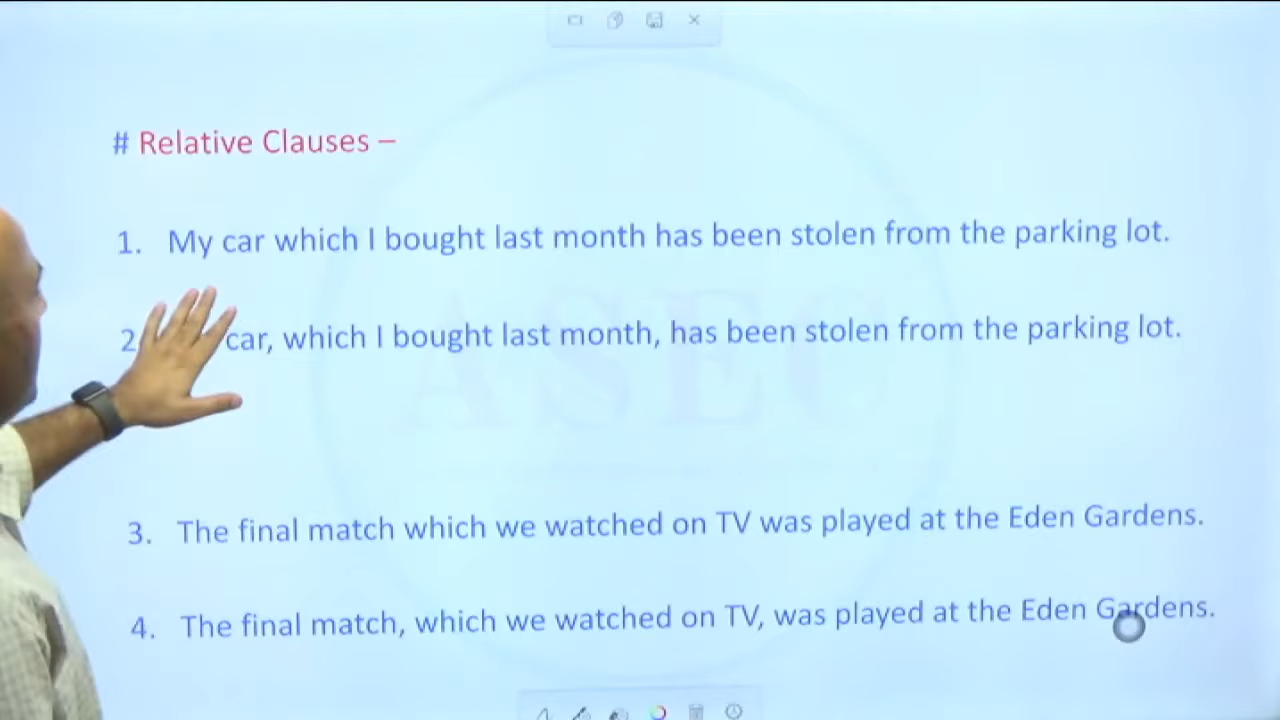 # Relative Clauses –
1. My car which I bought last month has been stolen from the parking lot.
2 car, which I bought last month, has been stolen from the parking lot.
ASEC
3. The final match which we watched on TV was played at the Eden Gardens.
4. The final match, which we watched on TV, was played at the Eden Gardens.